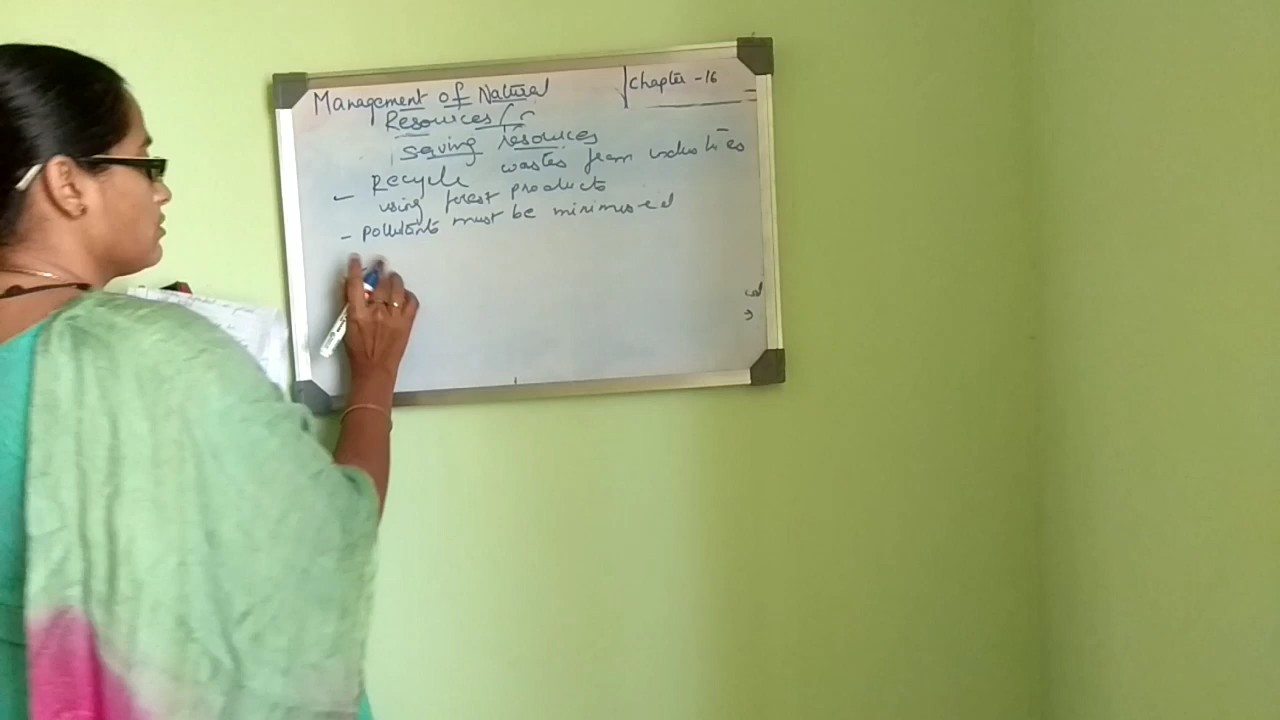 Management of Natural
Chapter - 16
Resources /
saving resources
- Recycle wastes from industries
using forest products
- pollutants must be minimised